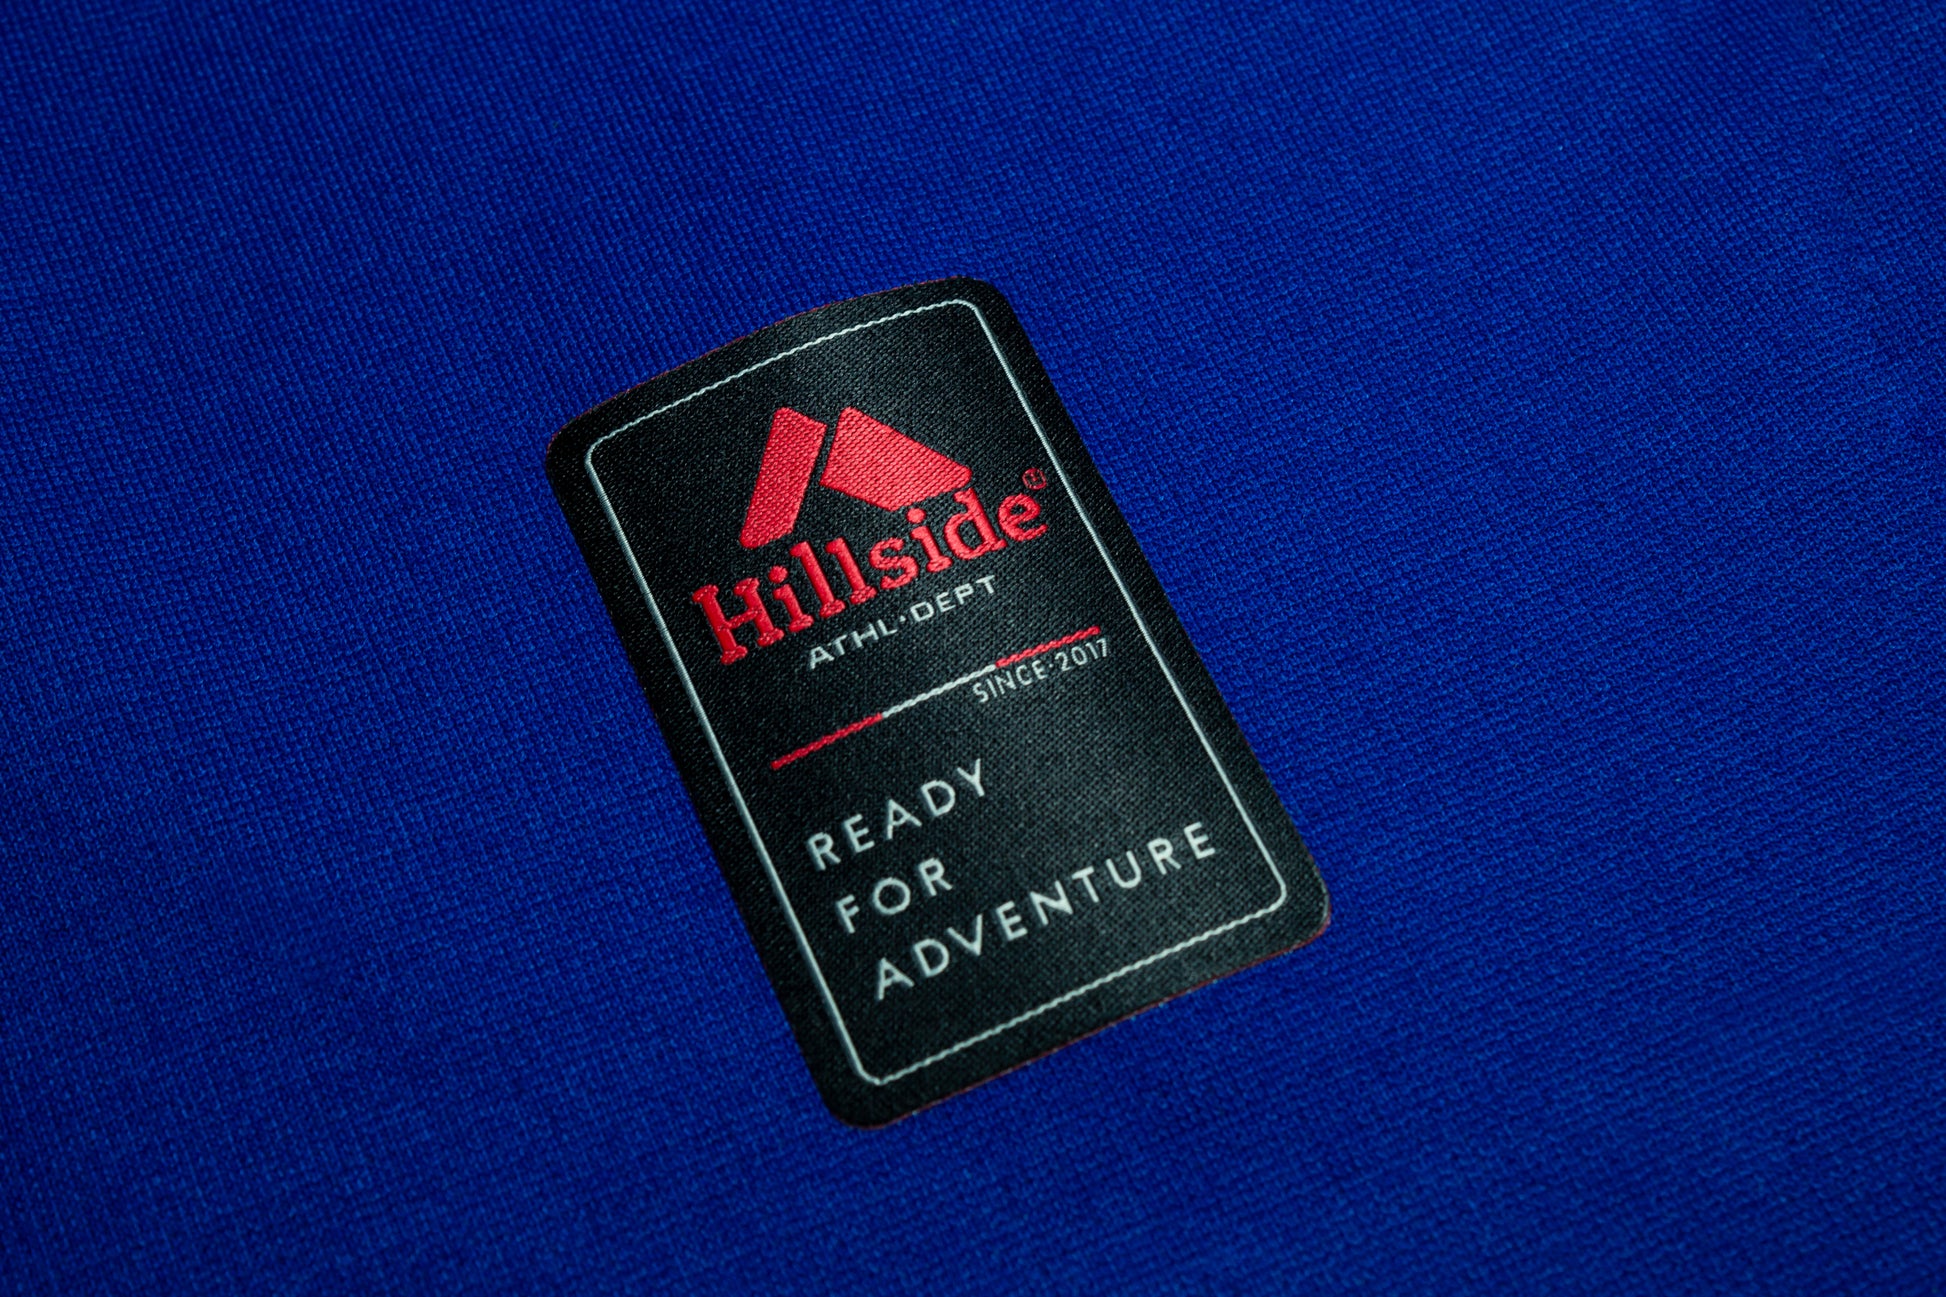 Hillside®
ATHL·DEPT
SINCE·2017
READY
FOR
ADVENTURE